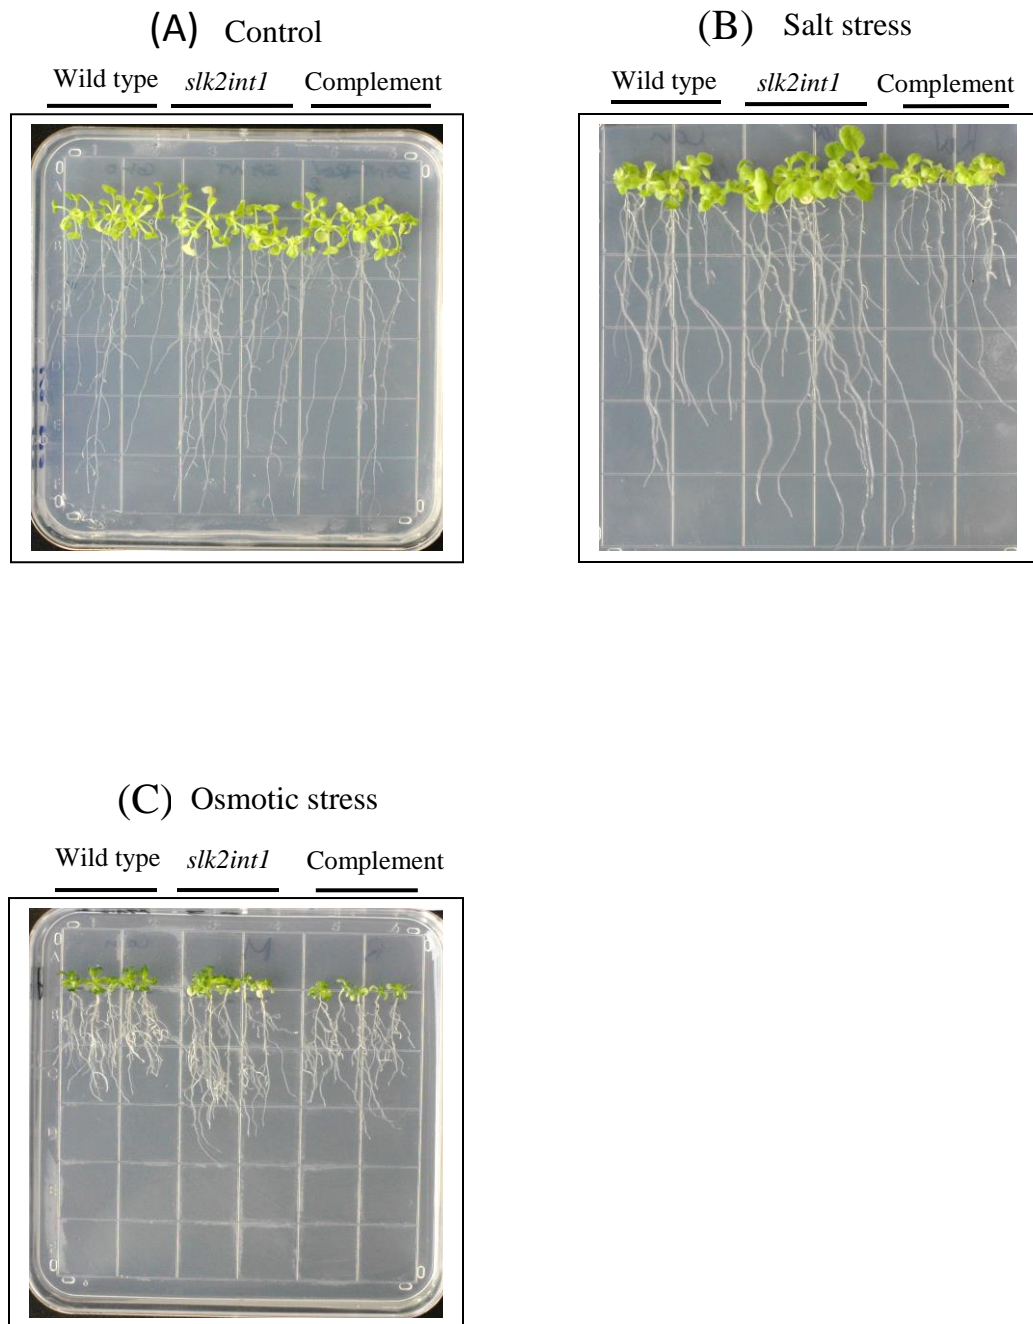 (A) Control
Wild type slk2int1 Complement
(B) Salt stress
Wild type slk2int1 Complement
(C) Osmotic stress
Wild type slk2int1 Complement